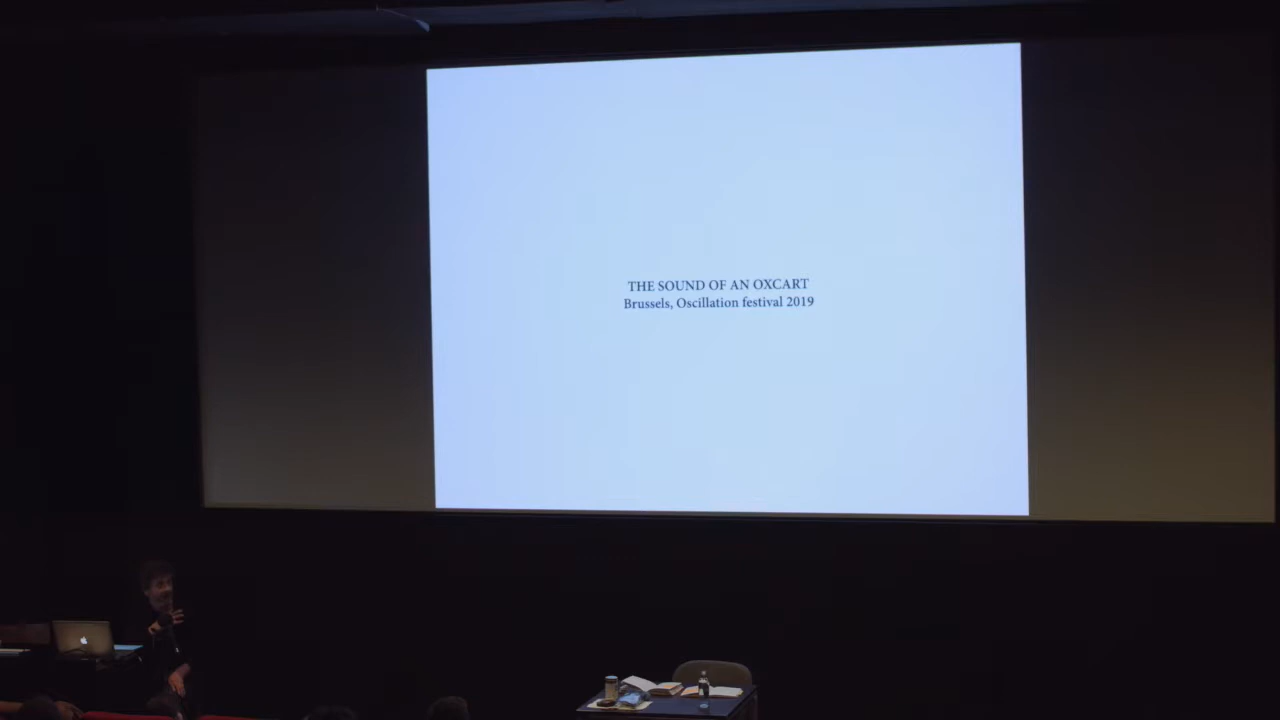 THE SOUND OF AN OXCART
Brussels, Oscillation festival 2019